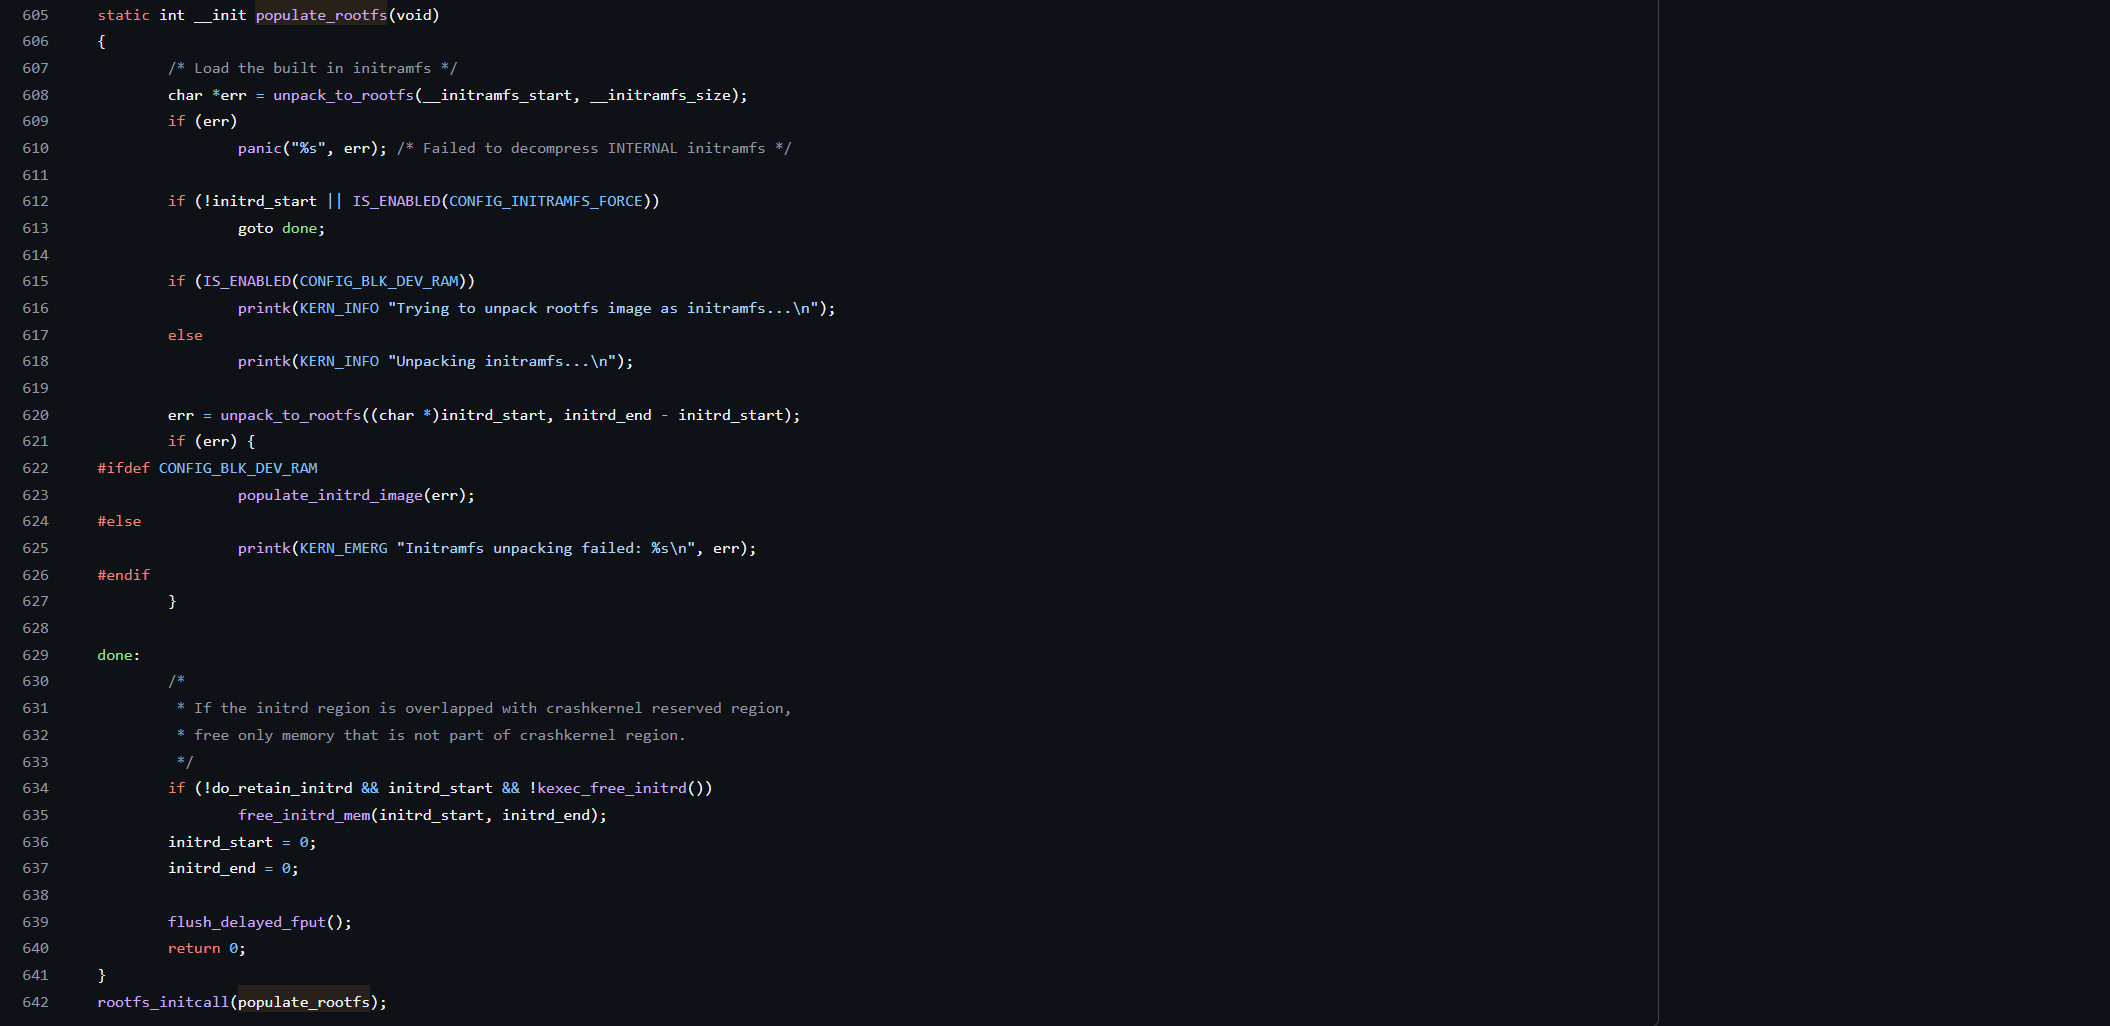 605 static int __init populate_rootfs(void)
606 {
607         /* Load the built in initramfs */
608         char *err = unpack_to_rootfs(__initramfs_start, __initramfs_size);
609         if (err)
610                 panic("%s", err); /* Failed to decompress INTERNAL initramfs */
611
612         if (!initrd_start || IS_ENABLED(CONFIG_INITRAMFS_FORCE))
613                 goto done;
614
615         if (IS_ENABLED(CONFIG_BLK_DEV_RAM))
616                 printk(KERN_INFO "Trying to unpack rootfs image as initramfs...\n");
617         else
618                 printk(KERN_INFO "Unpacking initramfs...\n");
619
620         err = unpack_to_rootfs((char *)initrd_start, initrd_end - initrd_start);
621         if (err) {
622 #ifdef CONFIG_BLK_DEV_RAM
623                 populate_initrd_image(err);
624 #else
625                 printk(KERN_EMERG "Initramfs unpacking failed: %s\n", err);
626 #endif
627         }
628
629 done:
630         /*
631          * If the initrd region is overlapped with crashkernel reserved region,
632          * free only memory that is not part of crashkernel region.
633          */
634         if (!do_retain_initrd && initrd_start && !kexec_free_initrd())
635                 free_initrd_mem(initrd_start, initrd_end);
636         initrd_start = 0;
637         initrd_end = 0;
638
639         flush_delayed_fput();
640         return 0;
641 }
642 rootfs_initcall(populate_rootfs);